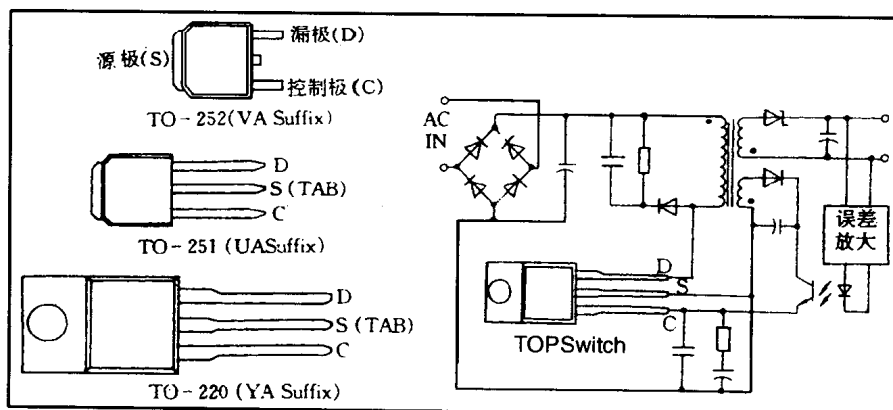 源极(S)
漏极(D)
控制极(C)
TO-252(VA Suffix)
D
S (TAB)
C
TO-251 (UASuffix)
D
S (TAB)
C
TO-220 (YA Suffix)
AC
IN
D
S
C
TOPSwitch
误差
放大